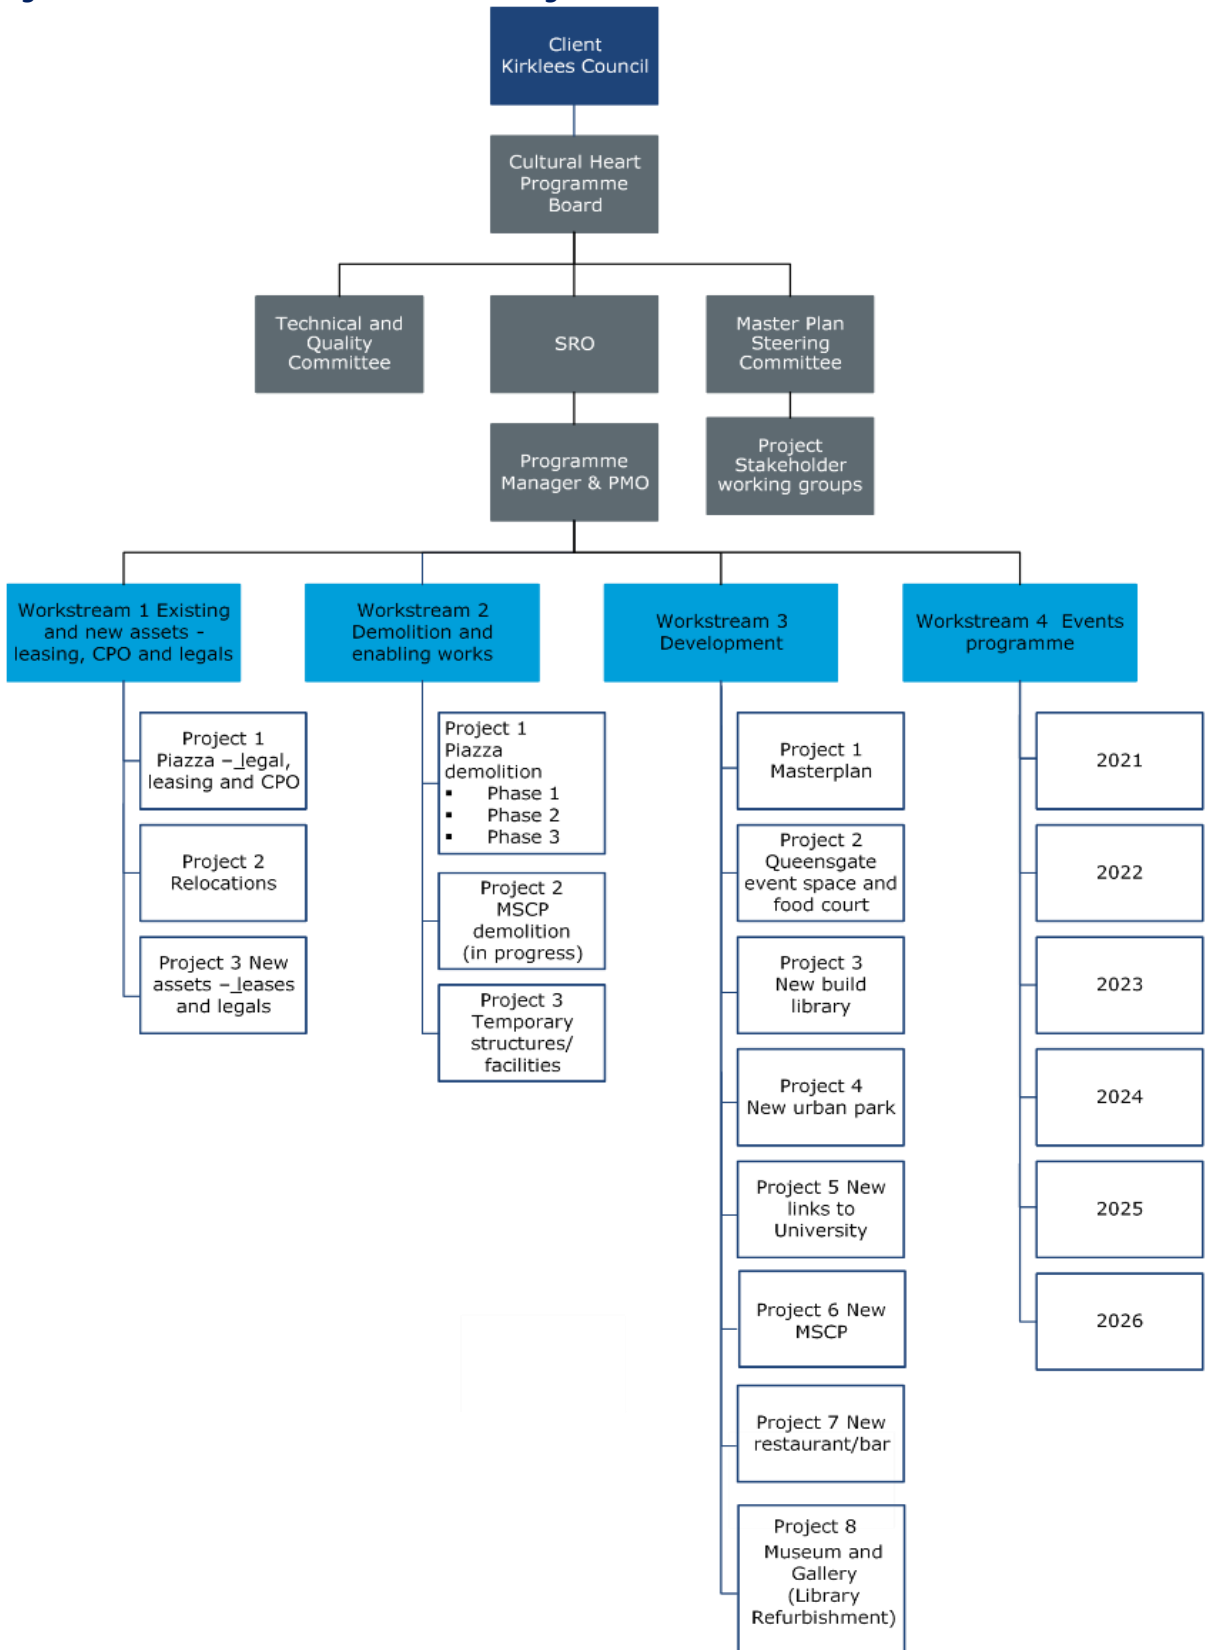 Client
Kirklees Council
Cultural Heart
Programme
Board
Technical and
Quality
Committee
SRO
Master Plan
Steering
Committee
Programme
Manager & PMO
Project
Stakeholder
working groups
Workstream 1 Existing
and new assets -
leasing, CPO and legals
Project 1
Piazza – legal,
leasing and CPO
Project 2
Relocations
Project 3 New
assets – leases
and legals
Workstream 2
Demolition and
enabling works
Project 1
Piazza
demolition
▪ Phase 1
▪ Phase 2
▪ Phase 3
Project 2
MSCP
demolition
(in progress)
Project 3
Temporary
structures/
facilities
Workstream 3
Development
Project 1
Masterplan
Project 2
Queensgate
event space and
food court
Project 3
New build
library
Project 4
New urban park
Project 5 New
links to
University
Project 6 New
MSCP
Project 7 New
restaurant/bar
Project 8
Museum and
Gallery
(Library
Refurbishment)
Workstream 4  Events
programme
2021
2022
2023
2024
2025
2026